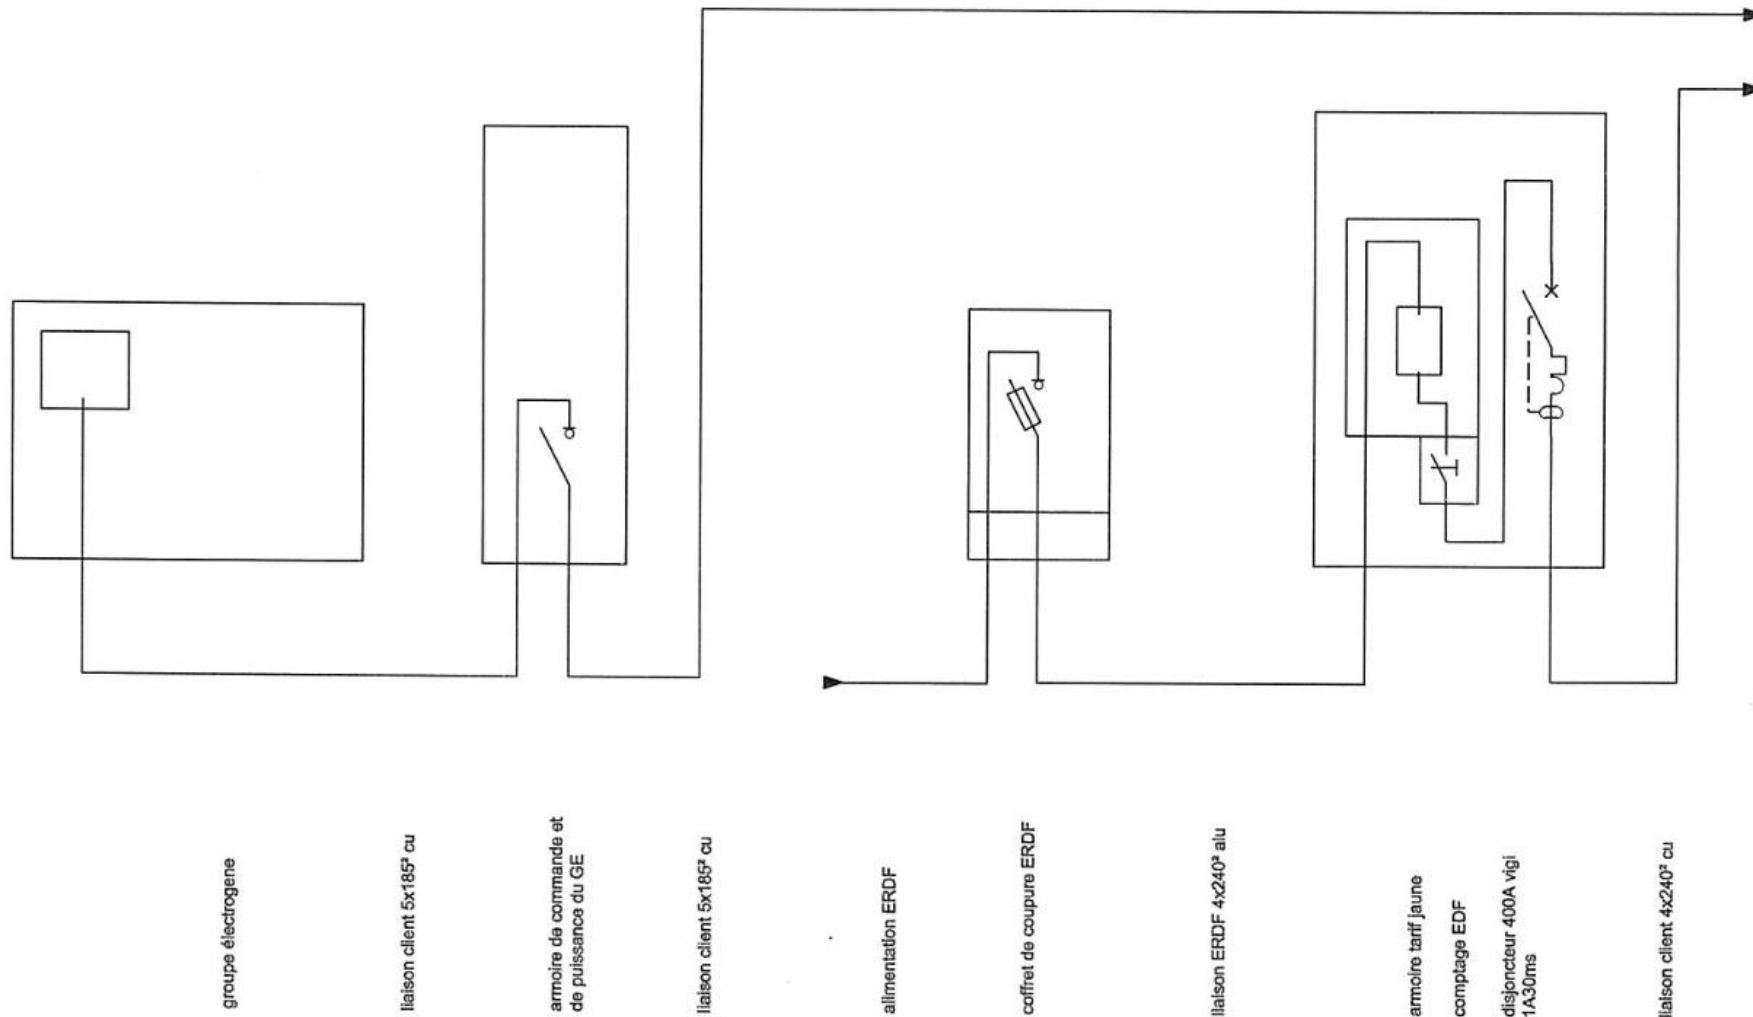 groupe électrogene
liaison client 5x185² cu
armoire de commande et
de puissance du GE
liaison client 5x185² cu
alimentation ERDF
coffret de coupure ERDF
liaison ERDF 4x240² alu
armoire tarif jaune
comptage EDF
disjoncteur 400A vigi
1A30ms
liaison client 4x240² cu